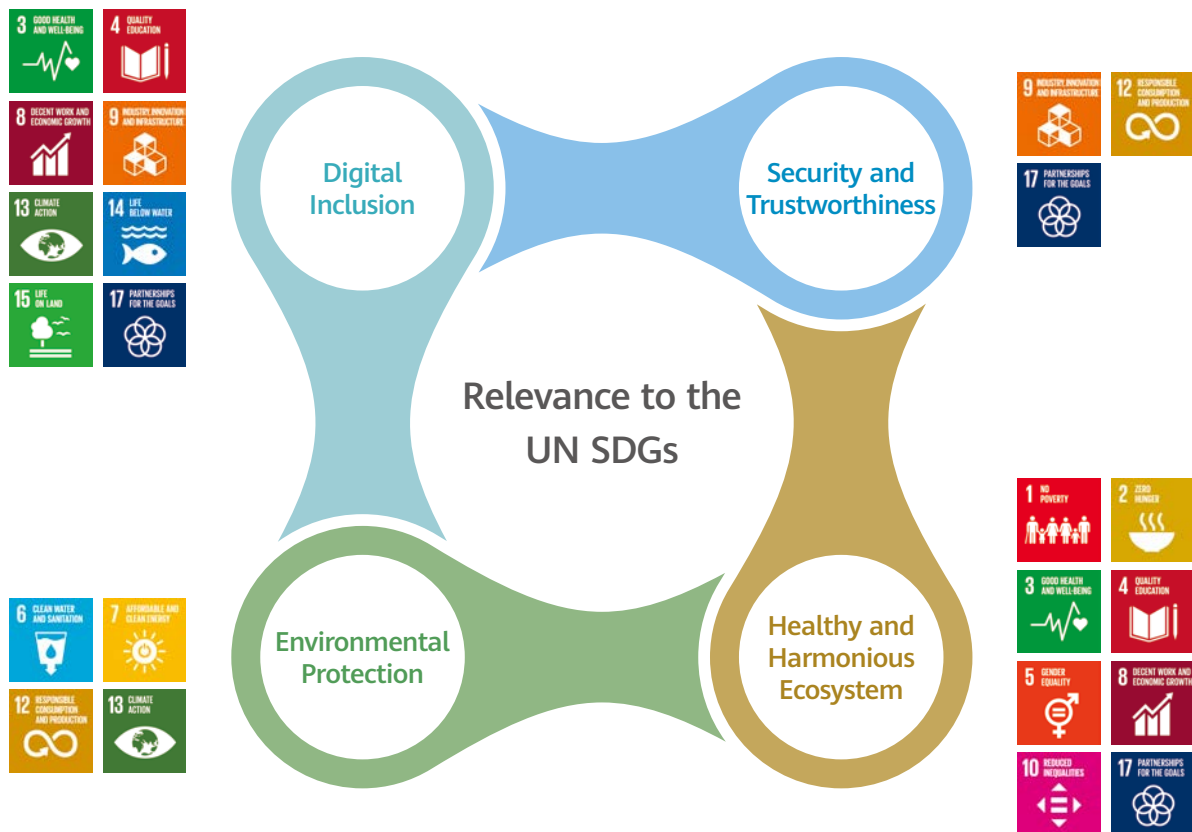 3 GOOD HEALTH
AND WELL-BEING
4 QUALITY
EDUCATION
8 DECENT WORK AND
ECONOMIC GROWTH
9 INDUSTRY, INNOVATION
AND INFRASTRUCTURE
13 CLIMATE
ACTION
14 LIFE
BELOW WATER
15 LIFE
ON LAND
17 PARTNERSHIPS
FOR THE GOALS
Digital
Inclusion
Security and
Trustworthiness
9 INDUSTRY, INNOVATION
AND INFRASTRUCTURE
12 RESPONSIBLE
CONSUMPTION
AND PRODUCTION
17 PARTNERSHIPS
FOR THE GOALS
Relevance to the
UN SDGs
6 CLEAN WATER
AND SANITATION
7 AFFORDABLE AND
CLEAN ENERGY
12 RESPONSIBLE
CONSUMPTION
AND PRODUCTION
13 CLIMATE
ACTION
Environmental
Protection
Healthy and
Harmonious
Ecosystem
1 NO
POVERTY
2 ZERO
HUNGER
3 GOOD HEALTH
AND WELL-BEING
4 QUALITY
EDUCATION
5 GENDER
EQUALITY
8 DECENT WORK AND
ECONOMIC GROWTH
10 REDUCED
INEQUALITIES
17 PARTNERSHIPS
FOR THE GOALS